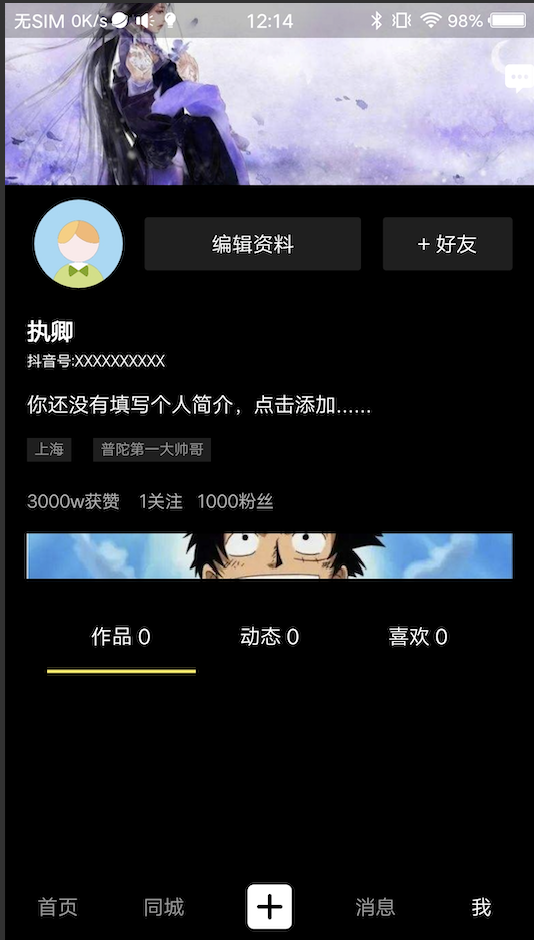 无SIM 0K/s 12:14 98%
编辑资料 + 好友
执卿
抖音号:XXXXXXXXXX
你还没有填写个人简介，点击添加......
上海 普陀第一大帅哥
3000w获赞 1关注 1000粉丝
作品 0 动态 0 喜欢 0
首页 同城 消息 我